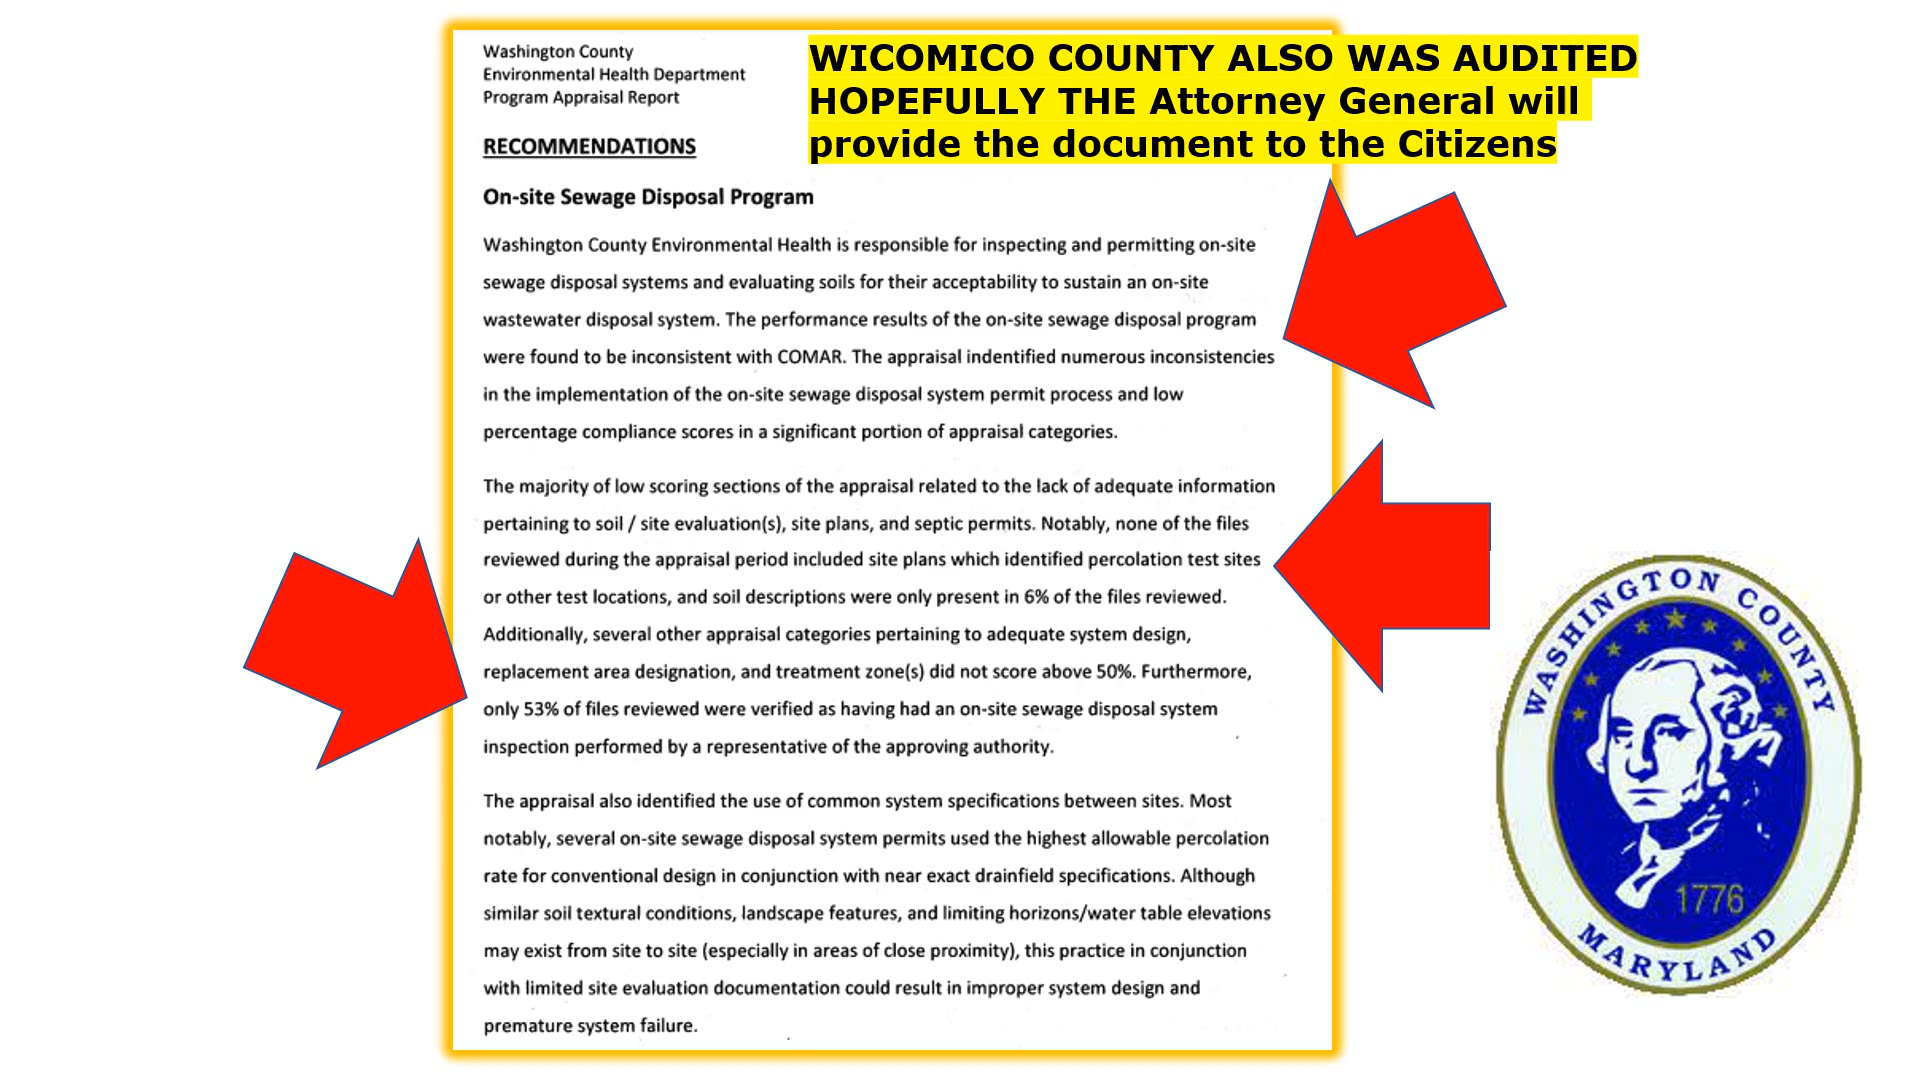 Washington County
Environmental Health Department
Program Appraisal Report
WICOMICO COUNTY ALSO WAS AUDITED
HOPEFULLY THE Attorney General will
provide the document to the Citizens
RECOMMENDATIONS
On-site Sewage Disposal Program
Washington County Environmental Health is responsible for inspecting and permitting on-site
sewage disposal systems and evaluating soils for their acceptability to sustain an on-site
wastewater disposal system. The performance results of the on-site sewage disposal program
were found to be inconsistent with COMAR. The appraisal indentified numerous inconsistencies
in the implementation of the on-site sewage disposal system permit process and low
percentage compliance scores in a significant portion of appraisal categories.
The majority of low scoring sections of the appraisal related to the lack of adequate information
pertaining to soil / site evaluation(s), site plans, and septic permits. Notably, none of the files
reviewed during the appraisal period included site plans which identified percolation test sites
or other test locations, and soil descriptions were only present in 6% of the files reviewed.
Additionally, several other appraisal categories pertaining to adequate system design,
replacement area designation, and treatment zone(s) did not score above 50%. Furthermore,
only 53% of files reviewed were verified as having had an on-site sewage disposal system
inspection performed by a representative of the approving authority.
The appraisal also identified the use of common system specifications between sites. Most
notably, several on-site sewage disposal system permits used the highest allowable percolation
rate for conventional design in conjunction with near exact drainfield specifications. Although
similar soil textural conditions, landscape features, and limiting horizons/water table elevations
may exist from site to site (especially in areas of close proximity), this practice in conjunction
with limited site evaluation documentation could result in improper system design and
premature system failure.
WASHINGTON COUNTY
1776
MARYLAND